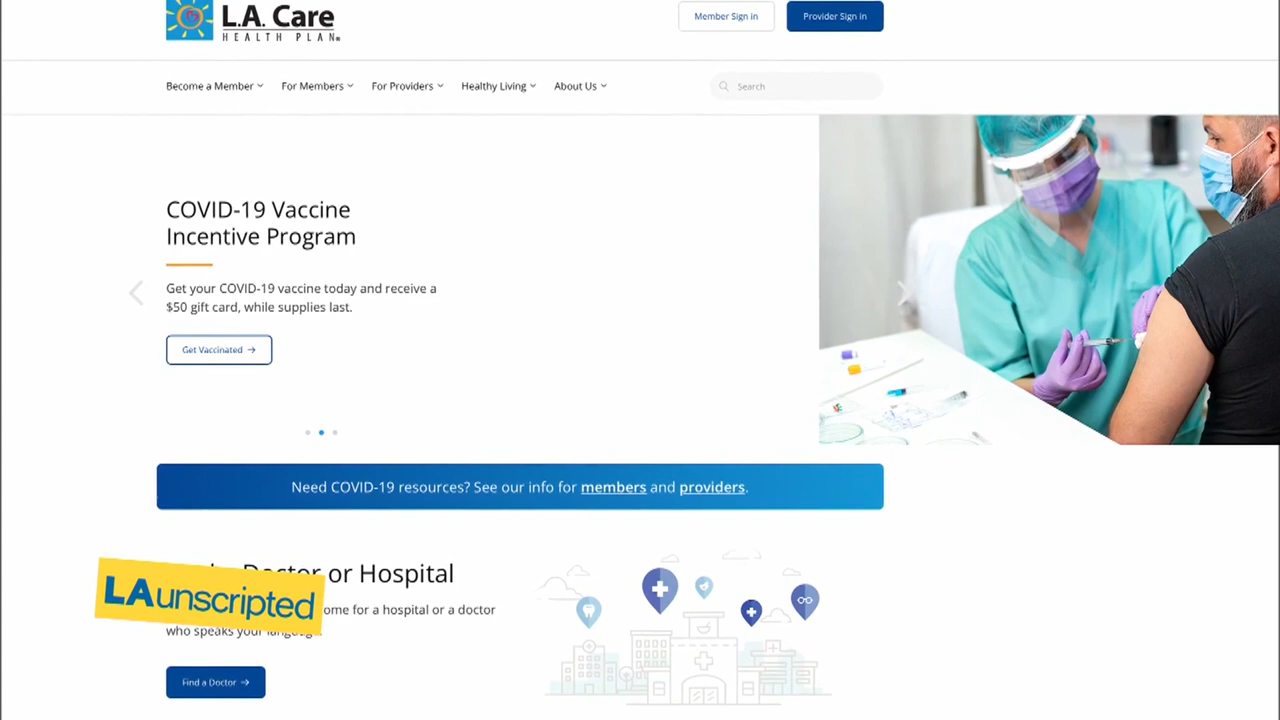 L.A. Care
HEALTH PLAN®
Member Sign in
Provider Sign in
Become a Member
For Members
For Providers
Healthy Living
About Us
Search
COVID-19 Vaccine
Incentive Program
Get your COVID-19 vaccine today and receive a
$50 gift card, while supplies last.
Get Vaccinated →
Need COVID-19 resources? See our info for members and providers.
Doctor or Hospital
LAunscripted
for a hospital or a doctor
who speaks your language.
Find a Doctor →